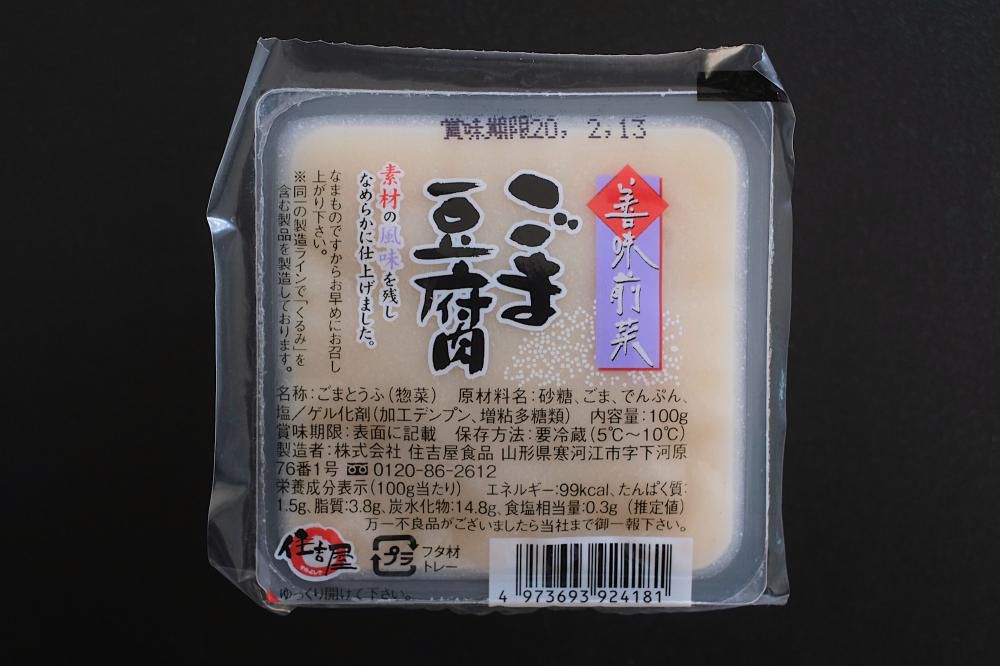 賞味期限20, 2,13
善味前菜
ごま
豆腐
素材の風味を残し
なめらかに仕上げました。
なまものですからお早めにお召し
上がり下さい。
※同一の製造ラインで「くるみ」を
含む製品を製造しております。
名称:ごまとうふ(惣菜) 原材料名:砂糖、ごま、でんぷん、
塩/ゲル化剤(加工デンプン、増粘多糖類) 内容量:100g
賞味期限:表面に記載 保存方法:要冷蔵(5℃〜10℃)
製造者:株式会社 住吉屋食品 山形県寒河江市字下河原
76番1号 0120-86-2612
栄養成分表示(100g当たり) エネルギー:99kcal、たんぱく質:
1.5g、脂質:3.8g、炭水化物:14.8g、食塩相当量:0.3g (推定値)
万一不良品がございましたら当社まで御一報下さい。
住吉屋
すみよしや
プラ
フタ材
トレー
ゆっくり開けて下さい。
4 973693 924181